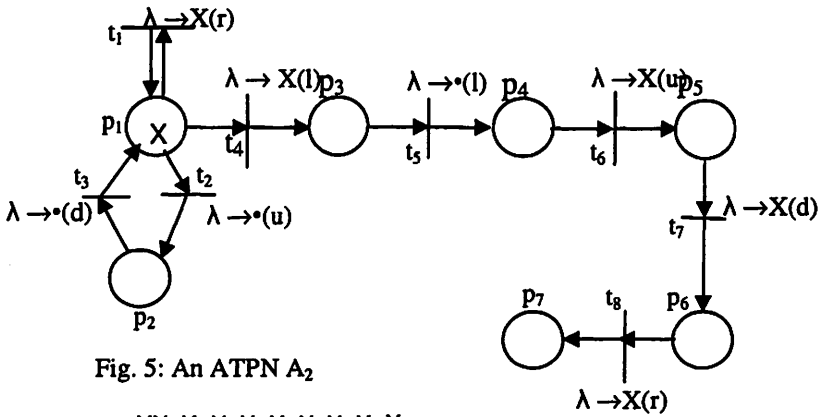 λ →X(r)
t₁
λ → X(l) p₃
λ →•(l)
p₄
λ →X(u) p₅
p₁
X
t₄
t₅
t₆
t₃
t₂
λ →•(d)
λ →•(u)
λ →X(d)
t₇
p₂
p₇
t₈
p₆
Fig. 5: An ATPN A₂
λ →X(r)